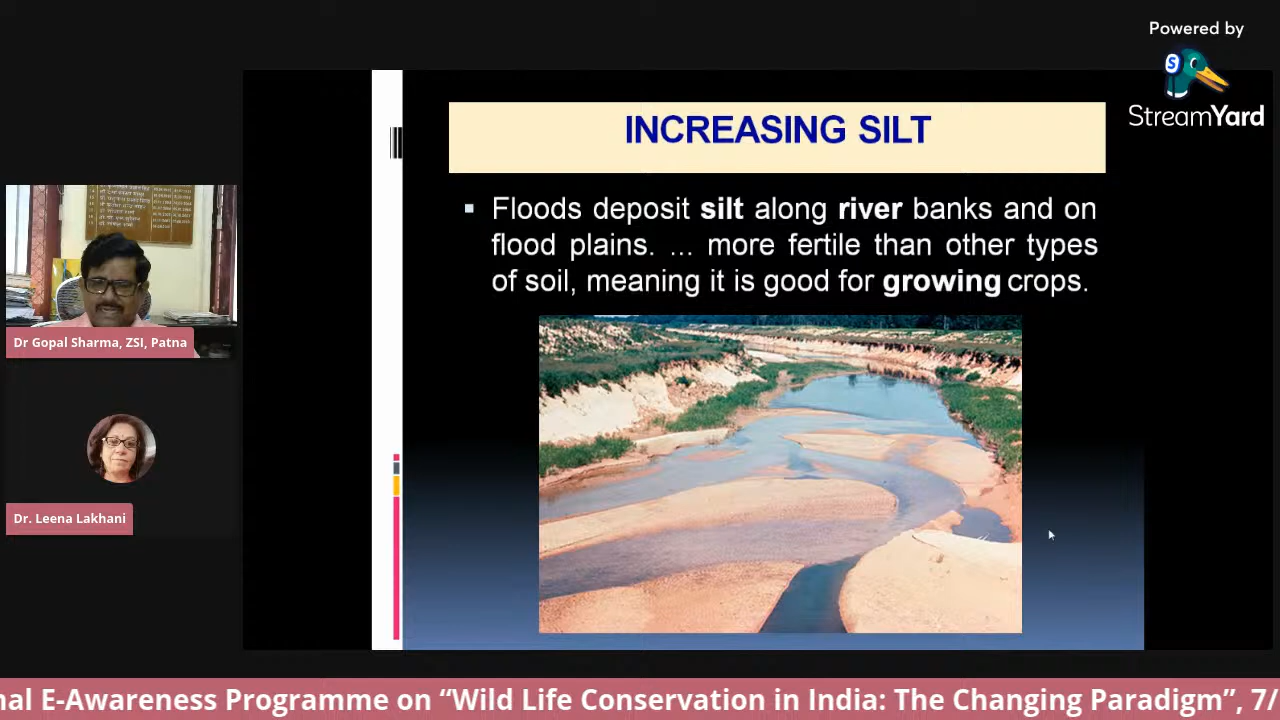 Powered by
StreamYard
INCREASING SILT
Floods deposit silt along river banks and on
flood plains. ... more fertile than other types
of soil, meaning it is good for growing crops.
Dr Gopal Sharma, ZSI, Patna
Dr. Leena Lakhani
nal E-Awareness Programme on “Wild Life Conservation in India: The Changing Paradigm”, 7/